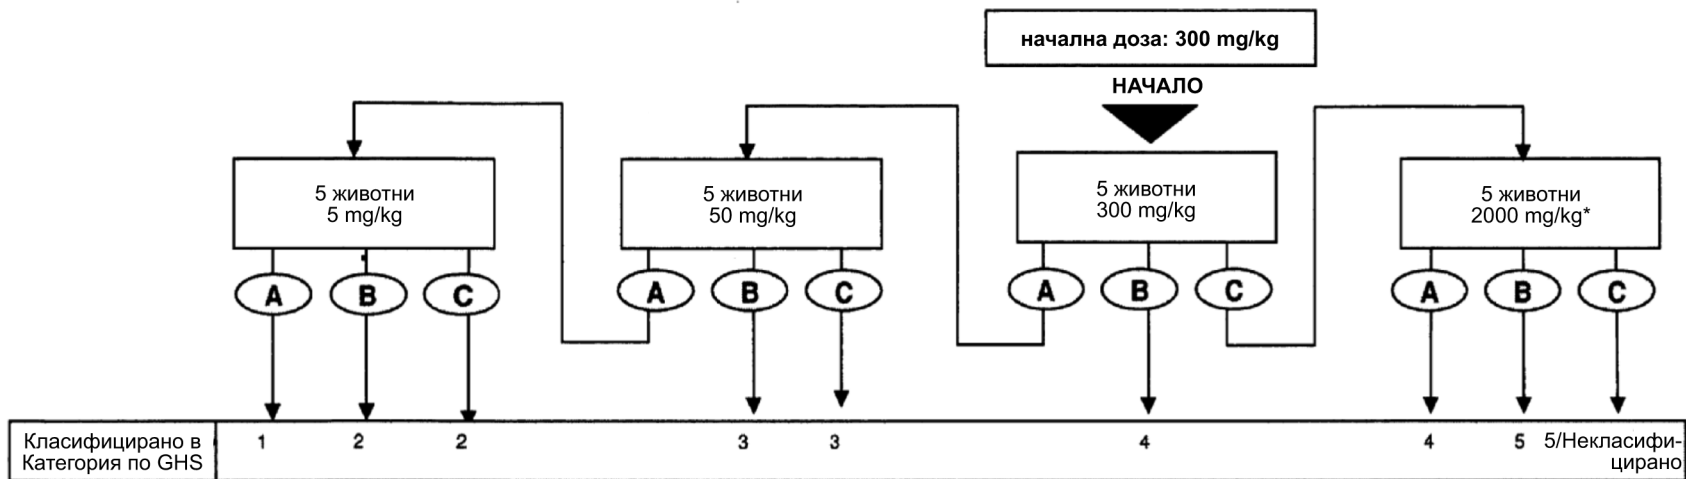 начална доза: 300 mg/kg
НАЧАЛО
5 животни
5 mg/kg
5 животни
50 mg/kg
5 животни
300 mg/kg
5 животни
2000 mg/kg*
A B C A B C A B C A B C
Класифицирано в
Категория по GHS
1 2 2 3 3 4 4 5 5/Некласифи-
цирано